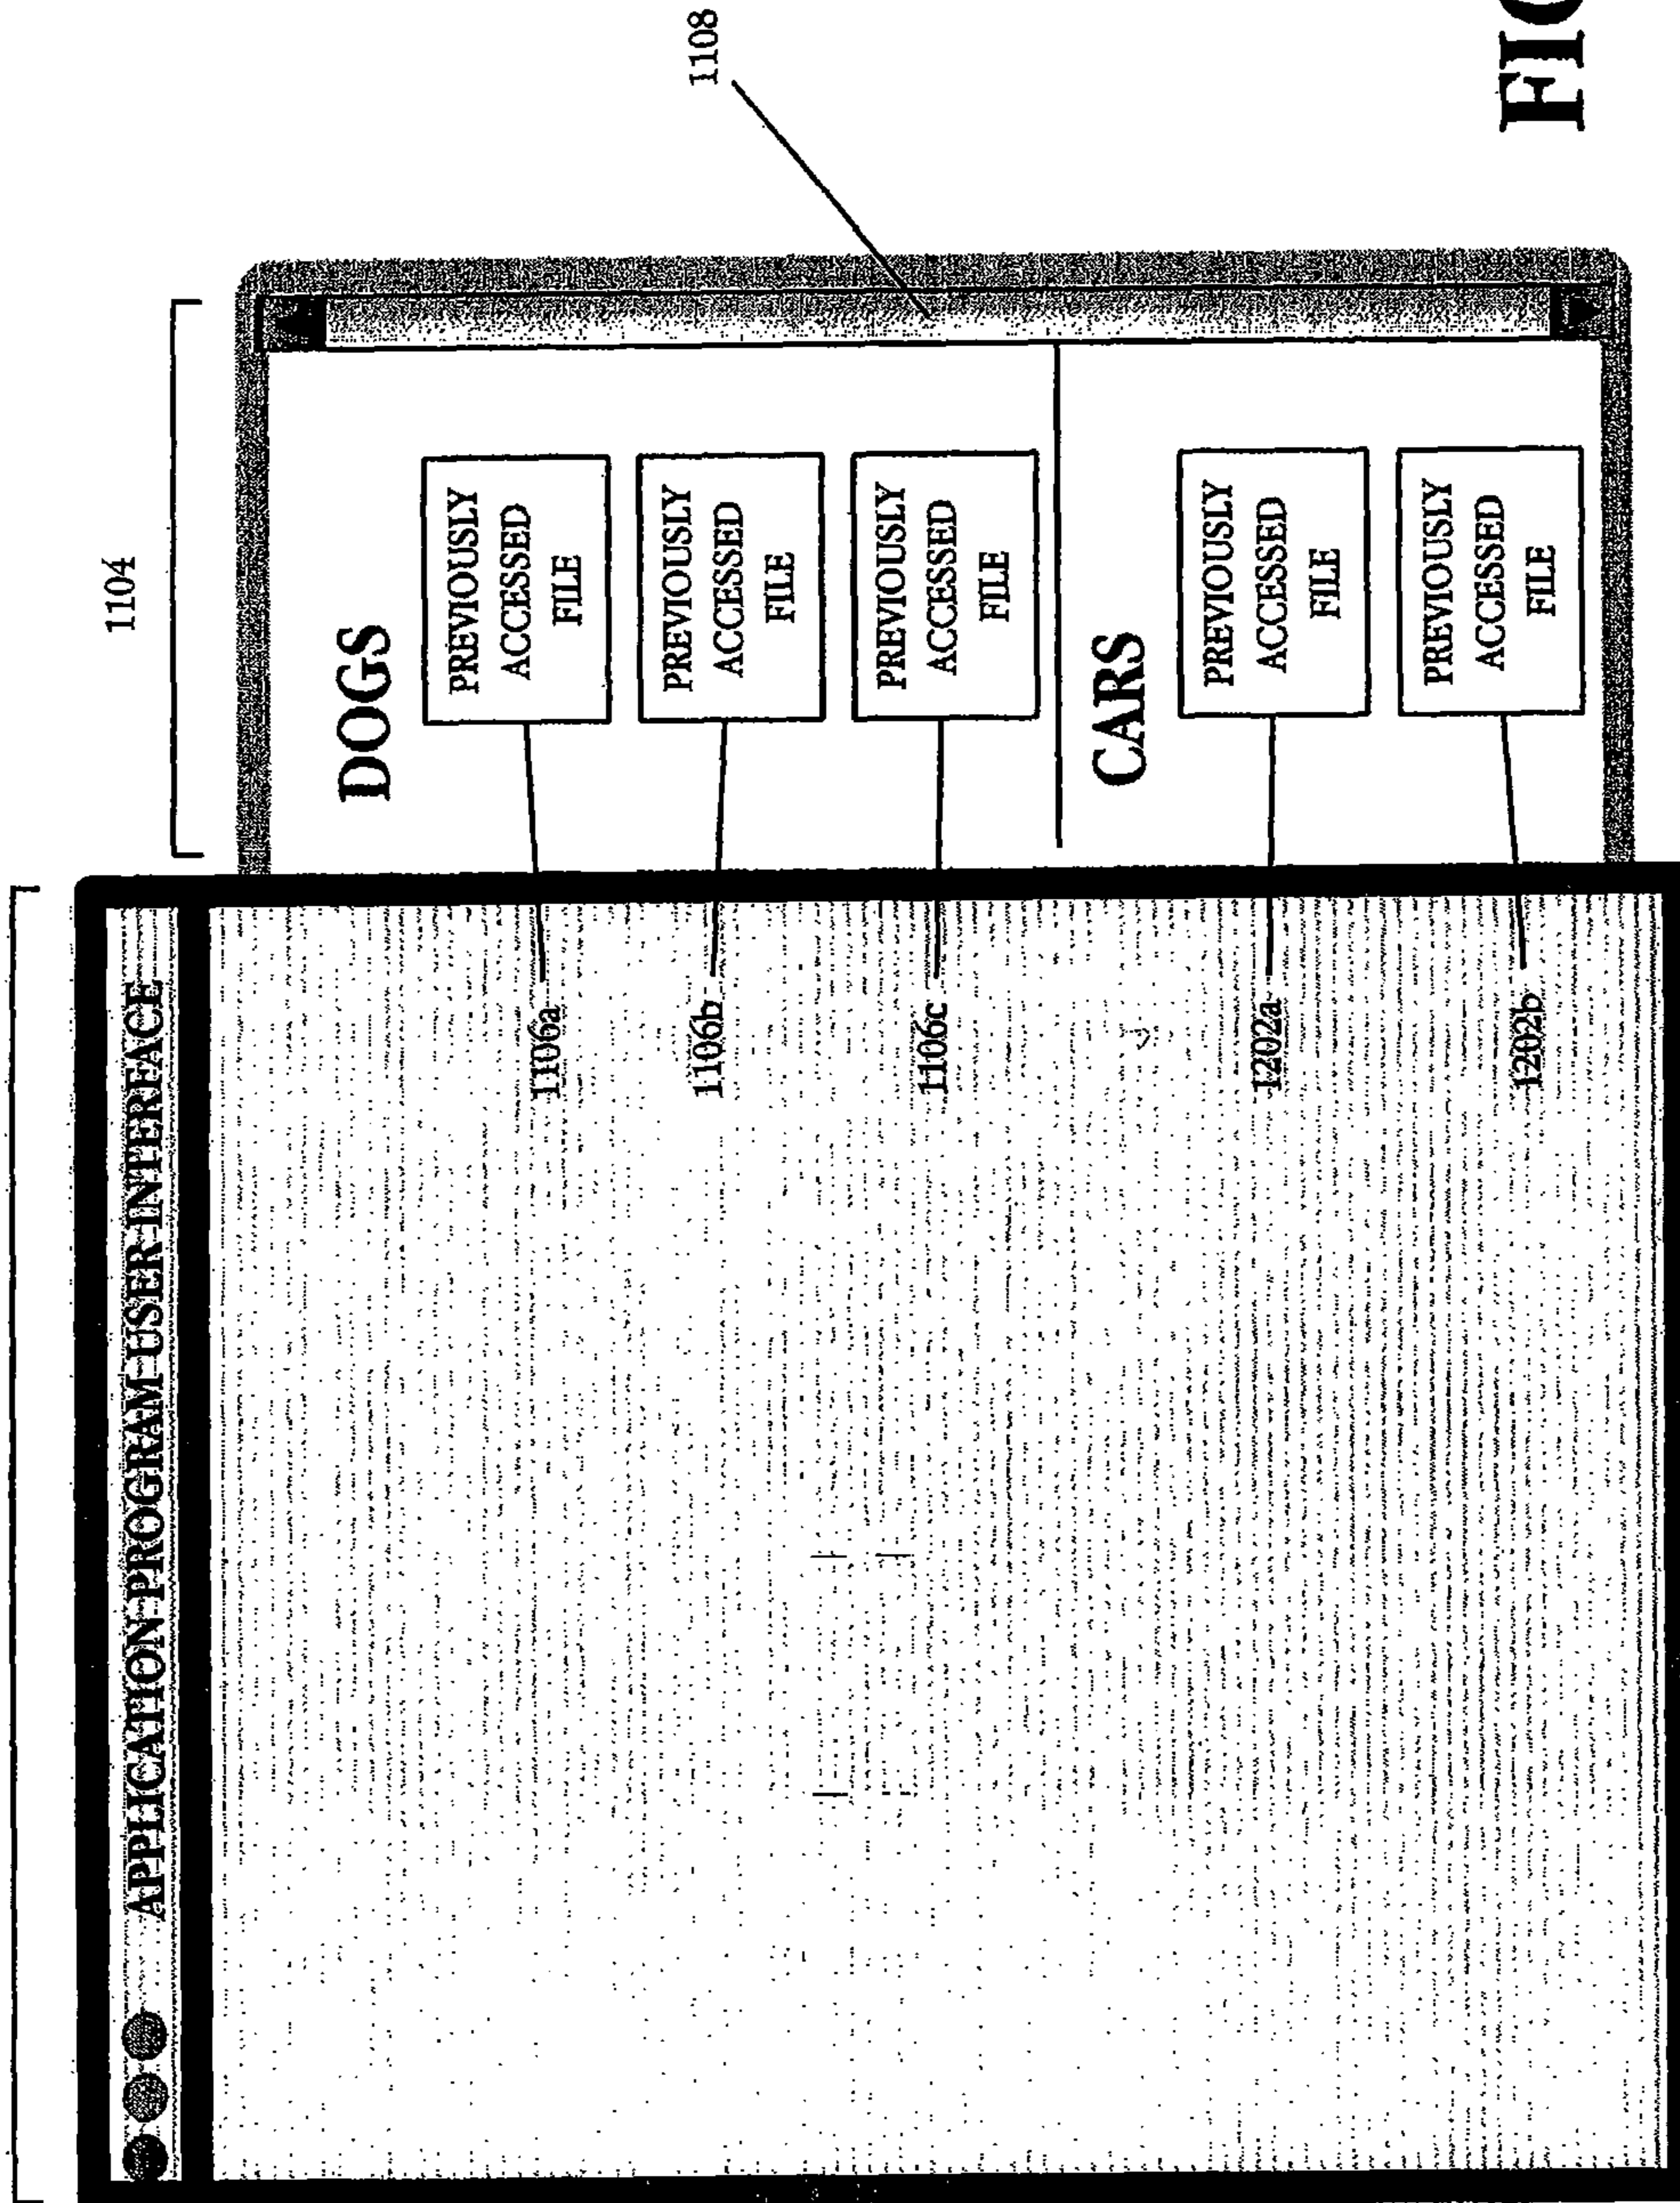 1104
APPLICATION PROGRAM USER INTERFACE
DOGS
PREVIOUSLY
ACCESSED
FILE
1106a
PREVIOUSLY
ACCESSED
FILE
1106b
PREVIOUSLY
ACCESSED
FILE
1106c
1108
CARS
PREVIOUSLY
ACCESSED
FILE
1202a
PREVIOUSLY
ACCESSED
FILE
1202b